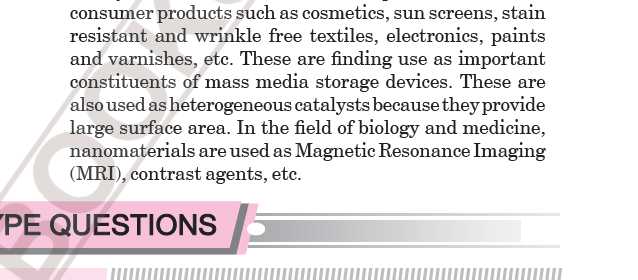 consumer products such as cosmetics, sun screens, stain
resistant and wrinkle free textiles, electronics, paints
and varnishes, etc. These are finding use as important
constituents of mass media storage devices. These are
also used as heterogeneous catalysts because they provide
large surface area. In the field of biology and medicine,
nanomaterials are used as Magnetic Resonance Imaging
(MRI), contrast agents, etc.
YPE QUESTIONS